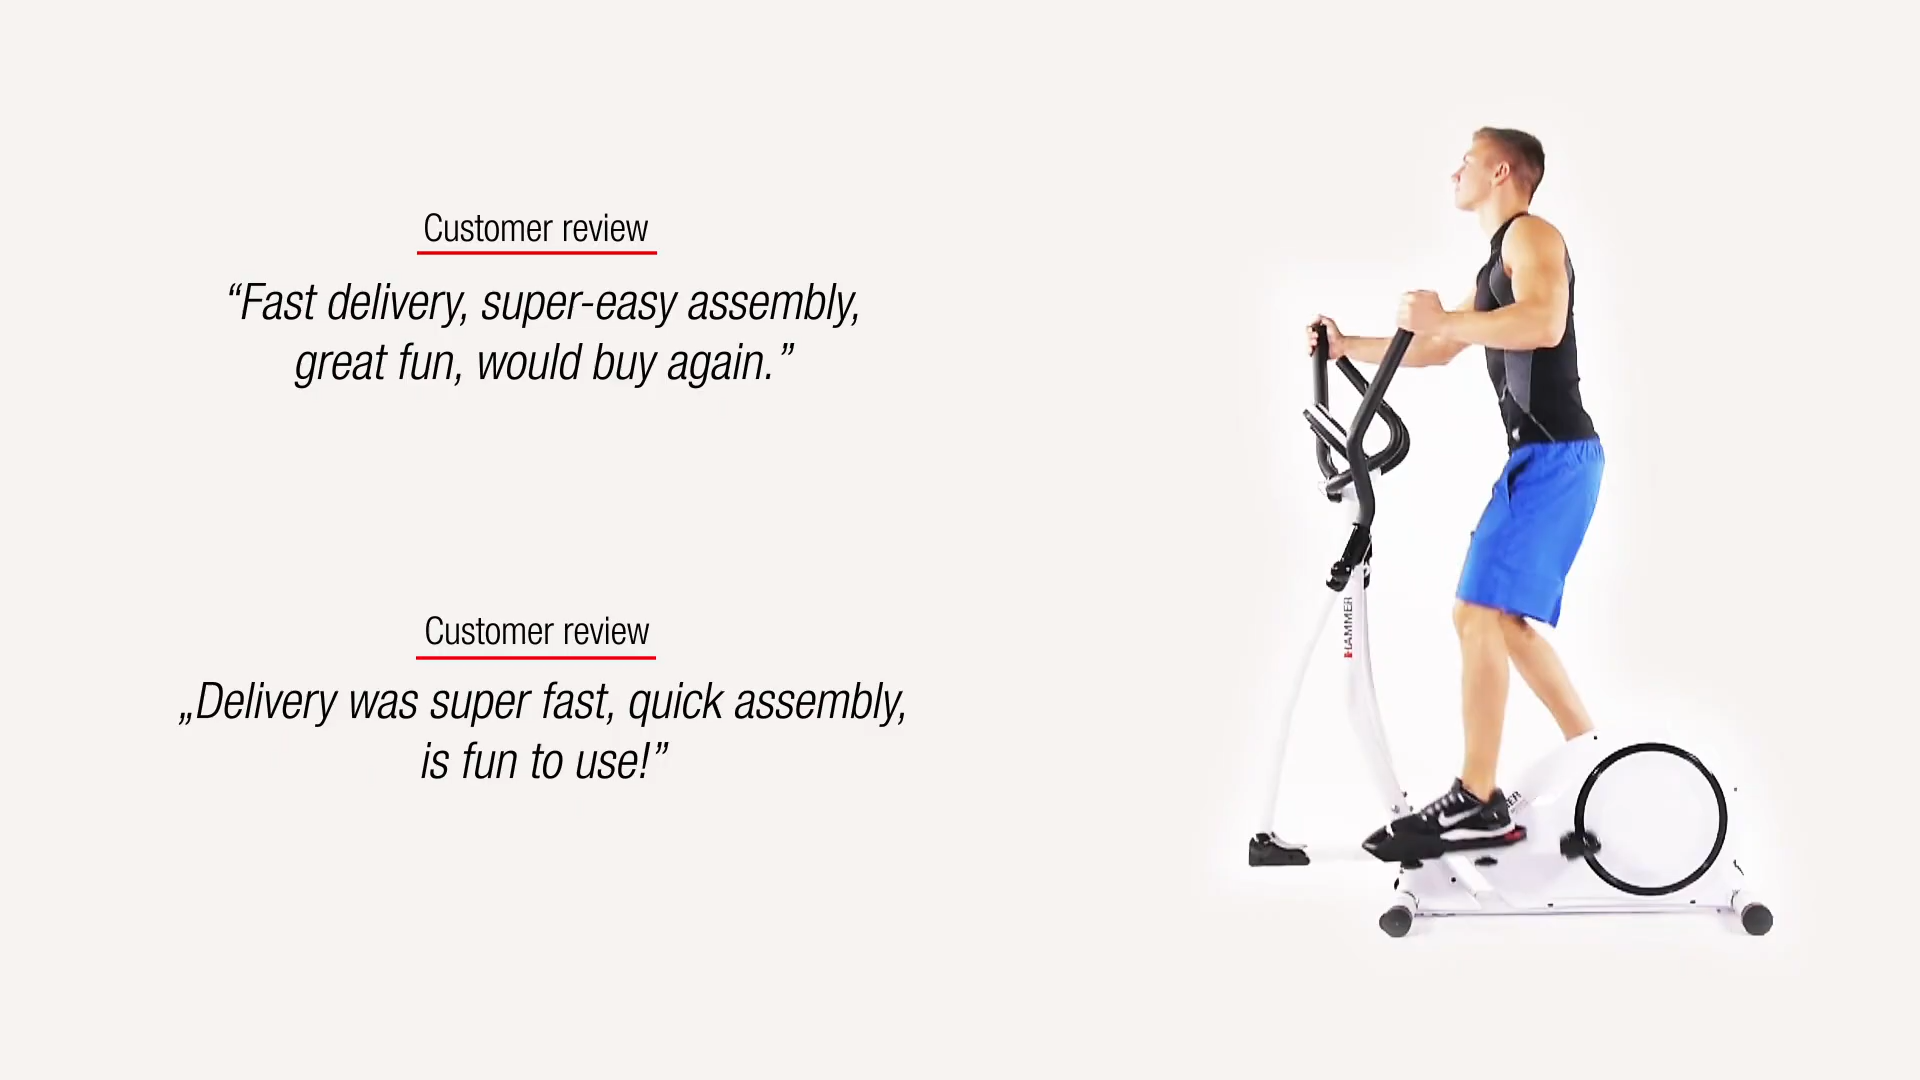 Customer review
“Fast delivery, super-easy assembly,
great fun, would buy again.”
Customer review
„Delivery was super fast, quick assembly,
is fun to use!”
HAMMER